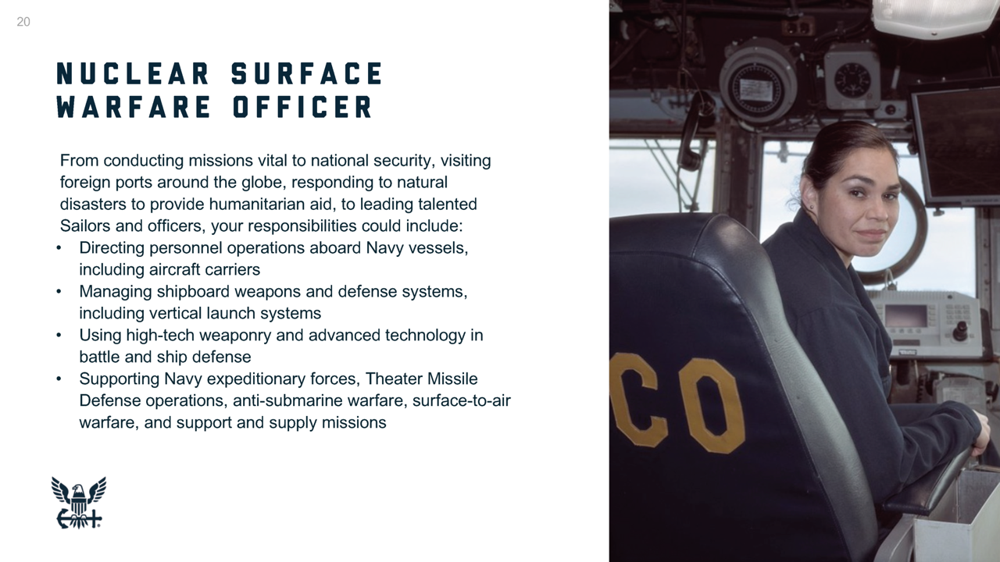 20
NUCLEAR SURFACE
WARFARE OFFICER
From conducting missions vital to national security, visiting
foreign ports around the globe, responding to natural
disasters to provide humanitarian aid, to leading talented
Sailors and officers, your responsibilities could include:
• Directing personnel operations aboard Navy vessels,
including aircraft carriers
• Managing shipboard weapons and defense systems,
including vertical launch systems
• Using high-tech weaponry and advanced technology in
battle and ship defense
• Supporting Navy expeditionary forces, Theater Missile
Defense operations, anti-submarine warfare, surface-to-air
warfare, and support and supply missions
CO